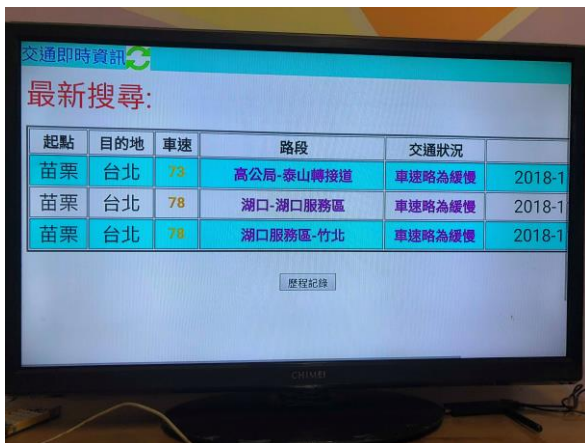 交通即時資訊
最新搜尋:
起點 目的地 車速 路段 交通狀況
苗栗 台北 73 高公局-泰山轉接道 車速略為緩慢 2018-1
苗栗 台北 78 湖口-湖口服務區 車速略為緩慢 2018-1
苗栗 台北 78 湖口服務區-竹北 車速略為緩慢 2018-1
歷程記錄
CHIMEI